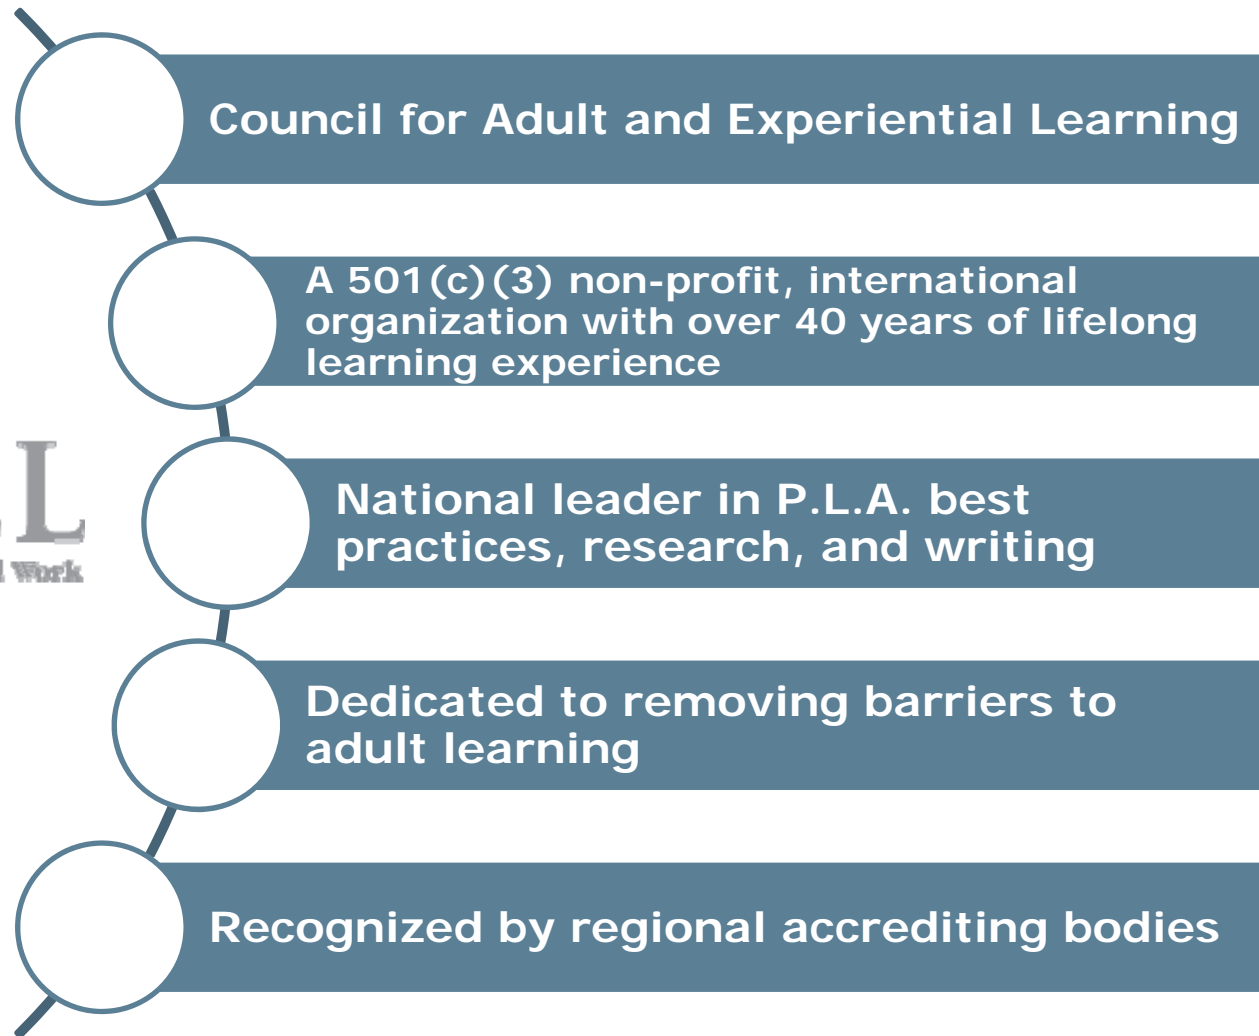 Council for Adult and Experiential Learning
A 501(c)(3) non-profit, international
organization with over 40 years of lifelong
learning experience
L
Work
National leader in P.L.A. best
practices, research, and writing
Dedicated to removing barriers to
adult learning
Recognized by regional accrediting bodies